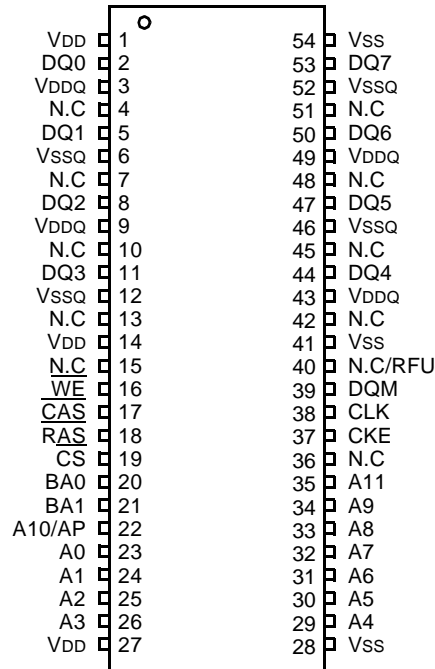 VDD 1 54 VSS
DQ0 2 53 DQ7
VDDQ 3 52 VSSQ
N.C 4 51 N.C
DQ1 5 50 DQ6
VSSQ 6 49 VDDQ
N.C 7 48 N.C
DQ2 8 47 DQ5
VDDQ 9 46 VSSQ
N.C 10 45 N.C
DQ3 11 44 DQ4
VSSQ 12 43 VDDQ
N.C 13 42 N.C
VDD 14 41 VSS
N.C 15 40 N.C/RFU
WE 16 39 DQM
CAS 17 38 CLK
RAS 18 37 CKE
CS 19 36 N.C
BA0 20 35 A11
BA1 21 34 A9
A10/AP 22 33 A8
A0 23 32 A7
A1 24 31 A6
A2 25 30 A5
A3 26 29 A4
VDD 27 28 VSS